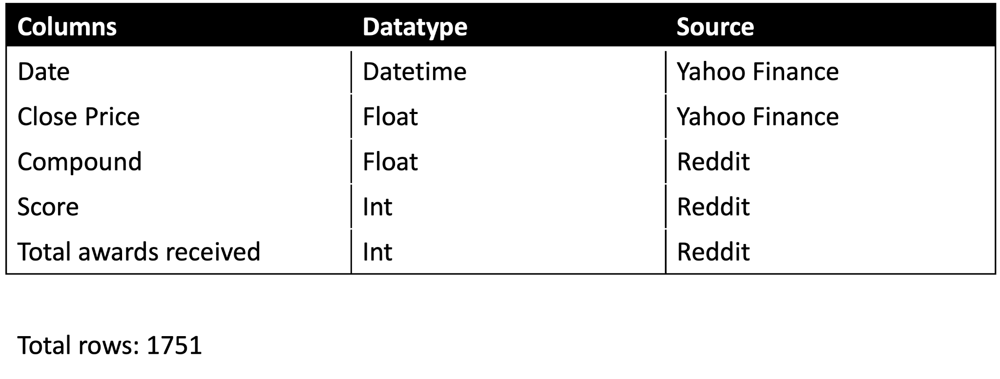 Columns Datatype Source
Date Datetime Yahoo Finance
Close Price Float Yahoo Finance
Compound Float Reddit
Score Int Reddit
Total awards received Int Reddit
Total rows: 1751